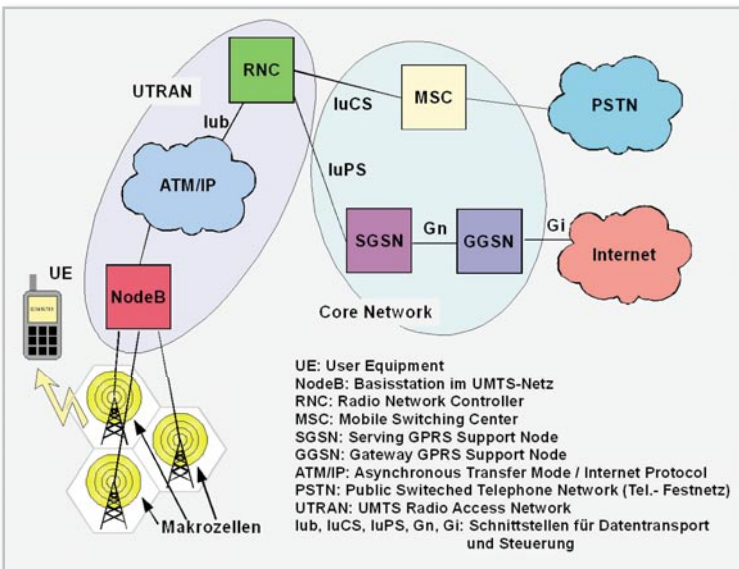 RNC
UTRAN
IuCS
MSC
PSTN
Iub
ATM/IP
IuPS
SGSN
Gn
GGSN
Gi
Internet
UE
NodeB
Core Network
UE: User Equipment
NodeB: Basisstation im UMTS-Netz
RNC: Radio Network Controller
MSC: Mobile Switching Center
SGSN: Serving GPRS Support Node
GGSN: Gateway GPRS Support Node
ATM/IP: Asynchronous Transfer Mode / Internet Protocol
PSTN: Public Switeched Telephone Network (Tel.- Festnetz)
UTRAN: UMTS Radio Access Network
Iub, IuCS, IuPS, Gn, Gi: Schnittstellen für Datentransport
und Steuerung
Makrozellen